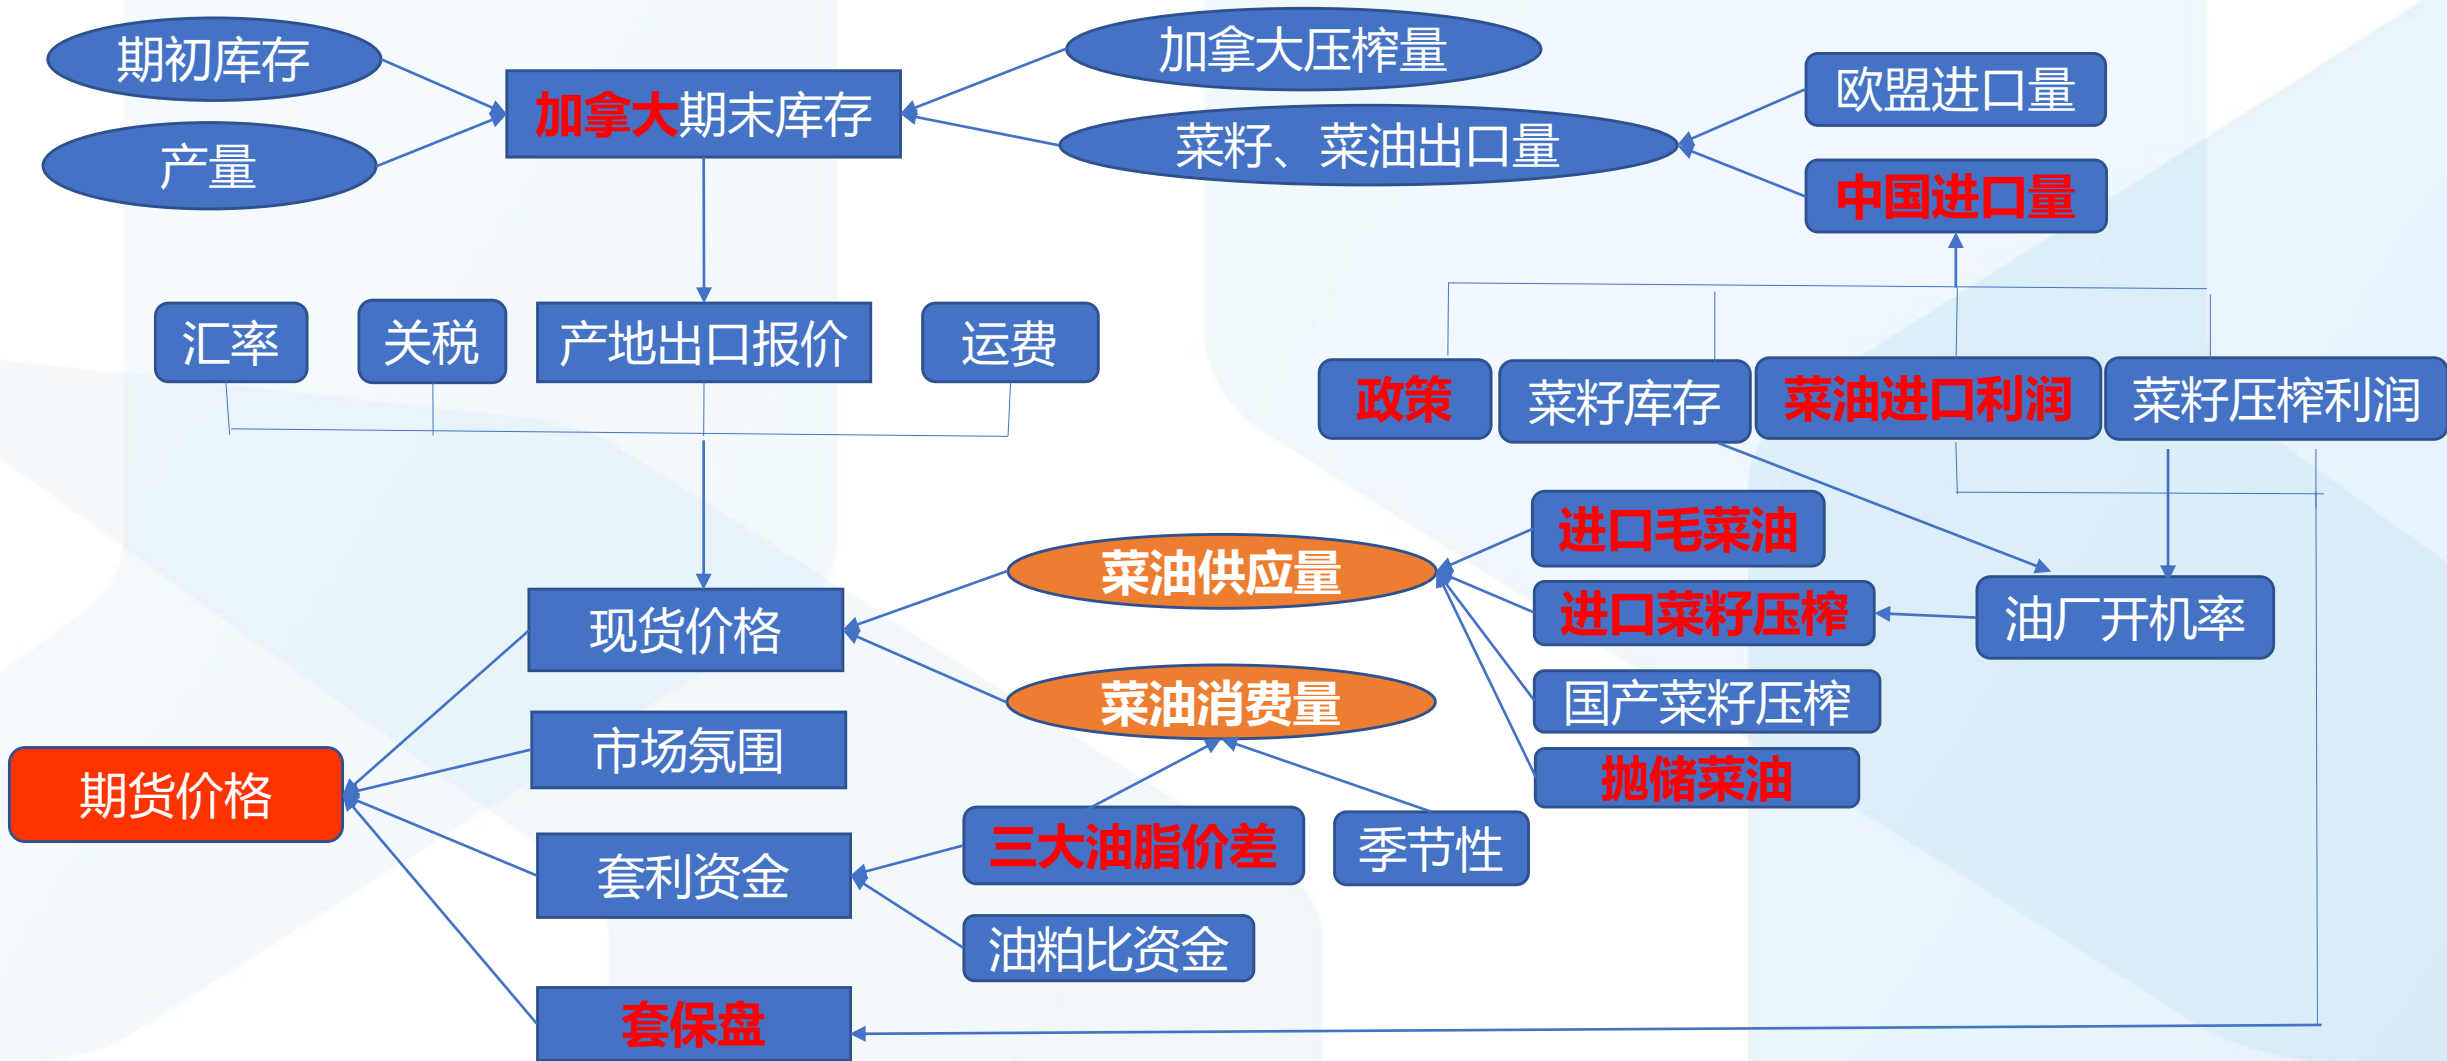 期初库存
加拿大压榨量
欧盟进口量
加拿大期末库存
产量
菜籽、菜油出口量
中国进口量
汇率
关税
产地出口报价
运费
政策
菜籽库存
菜油进口利润
菜籽压榨利润
进口毛菜油
菜油供应量
进口菜籽压榨
油厂开机率
现货价格
菜油消费量
国产菜籽压榨
市场氛围
抛储菜油
期货价格
三大油脂价差
季节性
套利资金
油粕比资金
套保盘